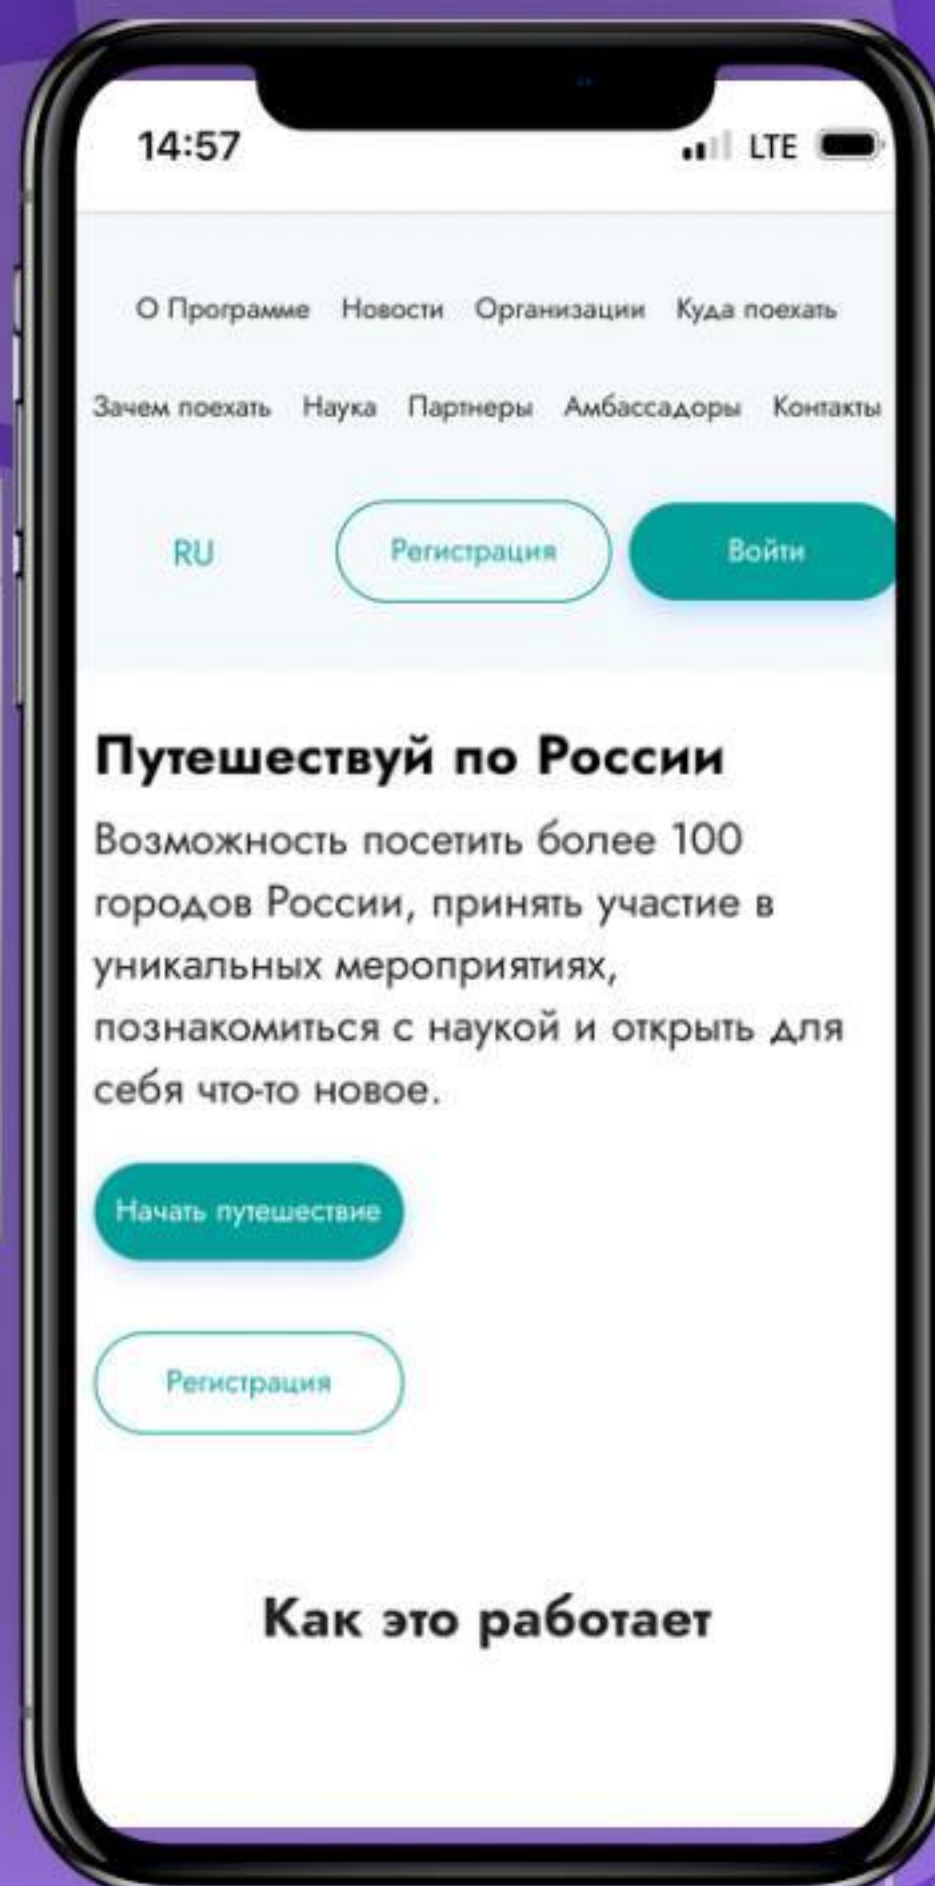 14:57 LTE
О Программе Новости Организации Куда поехать
Зачем поехать Наука Партнеры Амбассадоры Контакты
RU Регистрация Войти
Путешествуй по России
Возможность посетить более 100
городов России, принять участие в
уникальных мероприятиях,
познакомиться с наукой и открыть для
себя что-то новое.
Начать путешествие
Регистрация
Как это работает